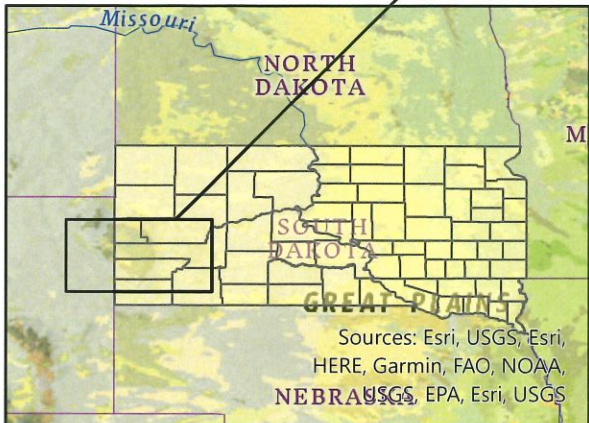 Missouri
NORTH
DAKOTA
M
SOUTH
DAKOTA
GREAT PLAINS
Sources: Esri, USGS, Esri,
HERE, Garmin, FAO, NOAA,
NEBRASKA USGS, EPA, Esri, USGS